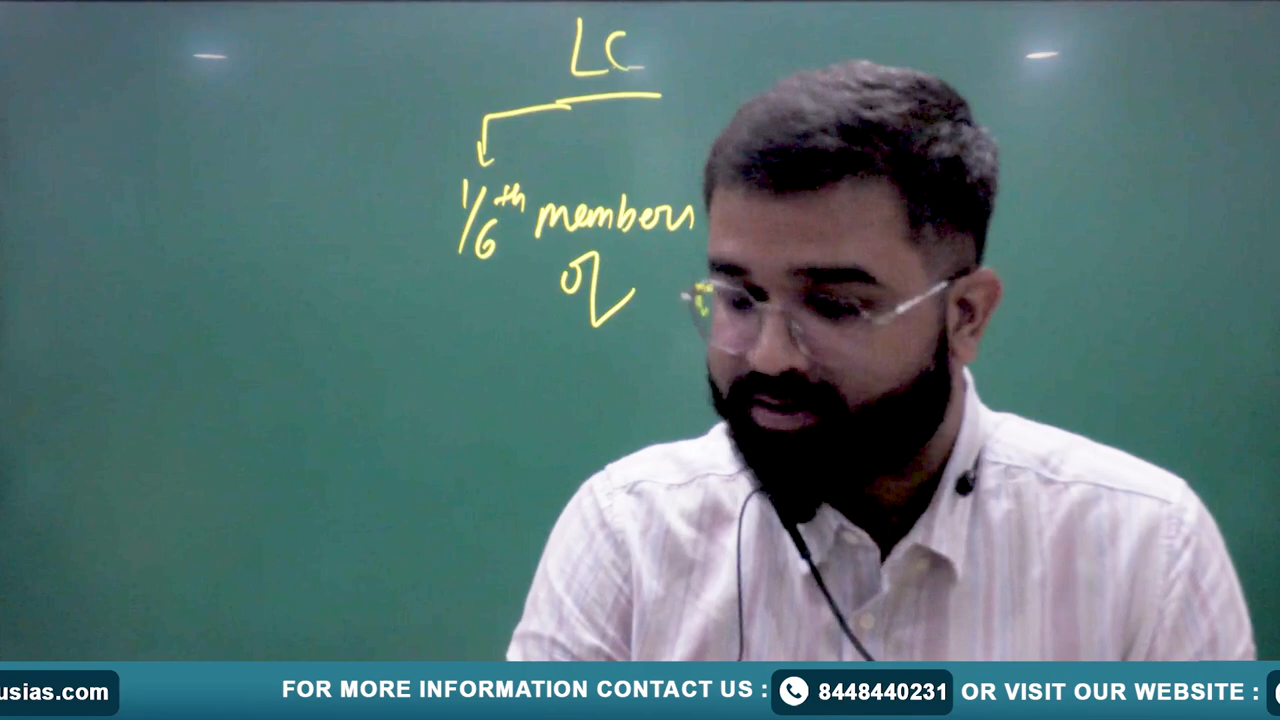 LC
1/6th members
of
usias.com
FOR MORE INFORMATION CONTACT US : 8448440231 OR VISIT OUR WEBSITE :